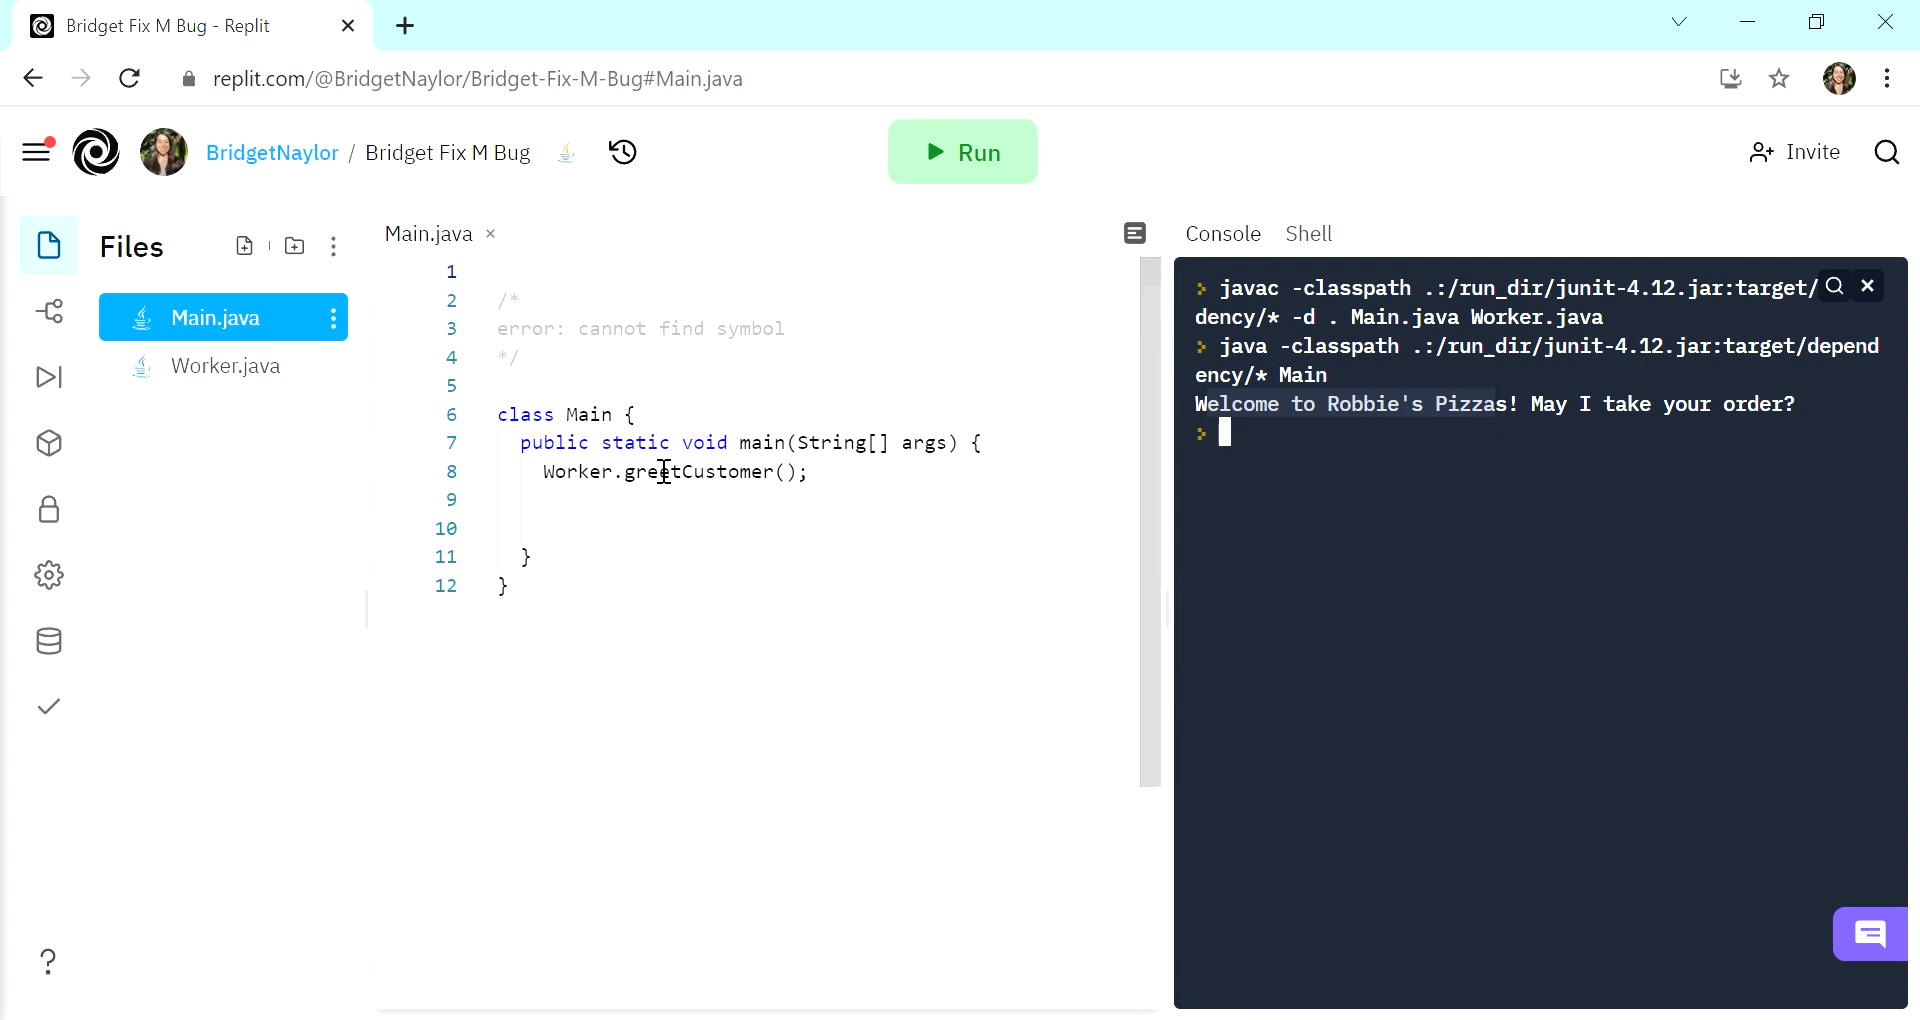 Bridget Fix M Bug - Replit
replit.com/@BridgetNaylor/Bridget-Fix-M-Bug#Main.java
BridgetNaylor / Bridget Fix M Bug
Run
Invite
Files
Main.java
Worker.java
Main.java
1
2 /*
3 error: cannot find symbol
4 */
5
6 class Main {
7 public static void main(String[] args) {
8 Worker.greetCustomer();
9
10
11 }
12 }
Console Shell
> javac -classpath .:/run_dir/junit-4.12.jar:target/
dency/* -d . Main.java Worker.java
> java -classpath .:/run_dir/junit-4.12.jar:target/depend
ency/* Main
Welcome to Robbie's Pizzas! May I take your order?
>